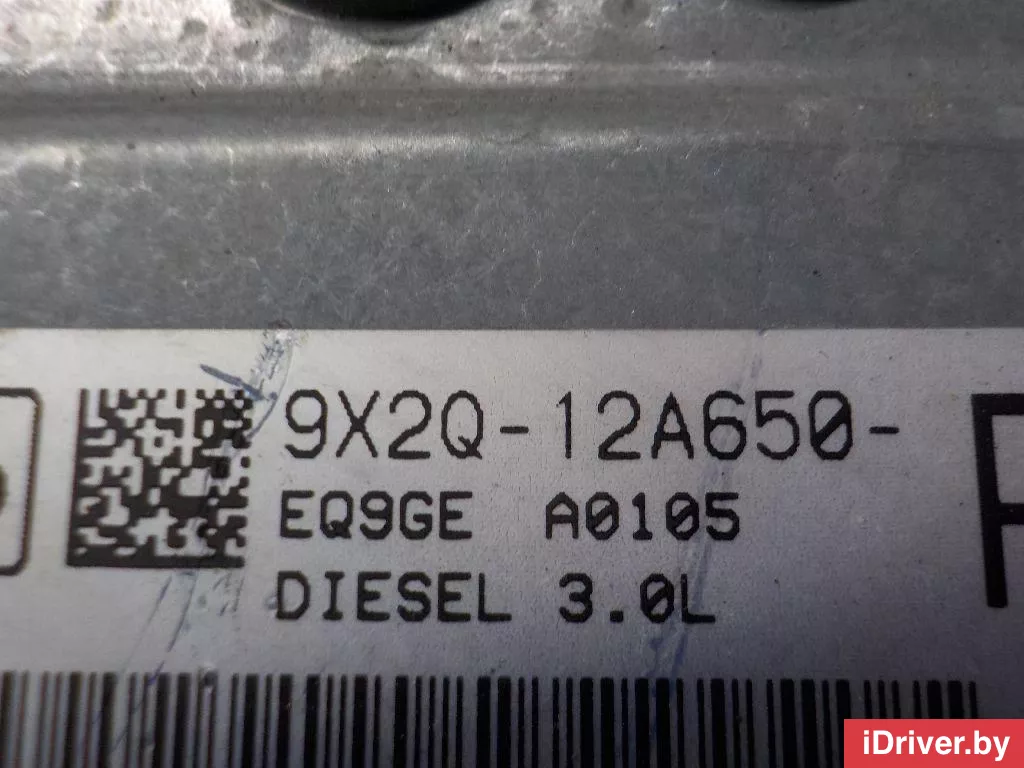 9X2Q-12A650-
EQ9GE A0105
DIESEL 3.0L
iDriver.by